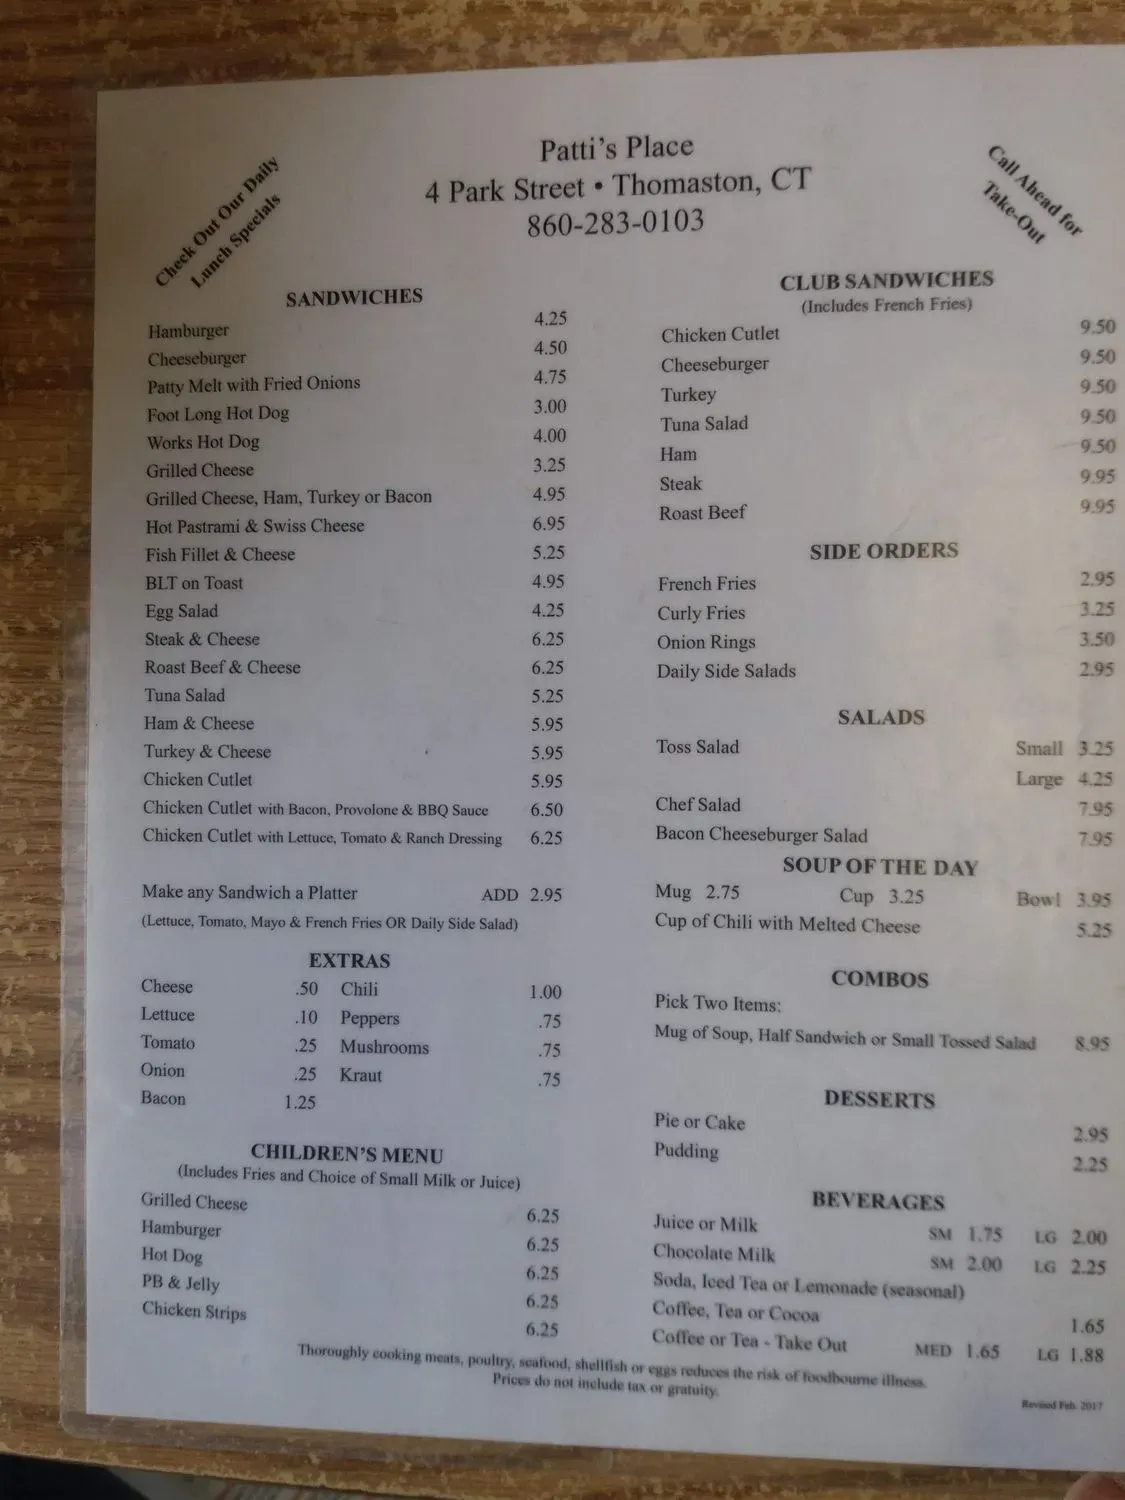 Patti's Place
4 Park Street • Thomaston, CT
860-283-0103
Check Out Our Daily
Lunch Specials
Call Ahead for
Take-Out
SANDWICHES
Hamburger 4.25
Cheeseburger 4.50
Patty Melt with Fried Onions 4.75
Foot Long Hot Dog 3.00
Works Hot Dog 4.00
Grilled Cheese 3.25
Grilled Cheese, Ham, Turkey or Bacon 4.95
Hot Pastrami & Swiss Cheese 6.95
Fish Fillet & Cheese 5.25
BLT on Toast 4.95
Egg Salad 4.25
Steak & Cheese 6.25
Roast Beef & Cheese 6.25
Tuna Salad 5.25
Ham & Cheese 5.95
Turkey & Cheese 5.95
Chicken Cutlet 5.95
Chicken Cutlet with Bacon, Provolone & BBQ Sauce 6.50
Chicken Cutlet with Lettuce, Tomato & Ranch Dressing 6.25
Make any Sandwich a Platter ADD 2.95
(Lettuce, Tomato, Mayo & French Fries OR Daily Side Salad)
EXTRAS
Cheese .50 Chili 1.00
Lettuce .10 Peppers .75
Tomato .25 Mushrooms .75
Onion .25 Kraut .75
Bacon 1.25
CHILDREN'S MENU
(Includes Fries and Choice of Small Milk or Juice)
Grilled Cheese 6.25
Hamburger 6.25
Hot Dog 6.25
PB & Jelly 6.25
Chicken Strips 6.25
CLUB SANDWICHES
(Includes French Fries)
Chicken Cutlet 9.50
Cheeseburger 9.50
Turkey 9.50
Tuna Salad 9.50
Ham 9.50
Steak 9.95
Roast Beef 9.95
SIDE ORDERS
French Fries 2.95
Curly Fries 3.25
Onion Rings 3.50
Daily Side Salads 2.95
SALADS
Toss Salad Small 3.25
Large 4.25
Chef Salad 7.95
Bacon Cheeseburger Salad 7.95
SOUP OF THE DAY
Mug 2.75 Cup 3.25 Bowl 3.95
Cup of Chili with Melted Cheese 5.25
COMBOS
Pick Two Items:
Mug of Soup, Half Sandwich or Small Tossed Salad 8.95
DESSERTS
Pie or Cake 2.95
Pudding 2.25
BEVERAGES
Juice or Milk SM 1.75 LG 2.00
Chocolate Milk SM 2.00 LG 2.25
Soda, Iced Tea or Lemonade (seasonal)
Coffee, Tea or Cocoa 1.65
Coffee or Tea - Take Out MED 1.65 LG 1.88
Thoroughly cooking meats, poultry, seafood, shellfish or eggs reduces the risk of foodbourne illness.
Prices do not include tax or gratuity.
Revised Feb. 2017